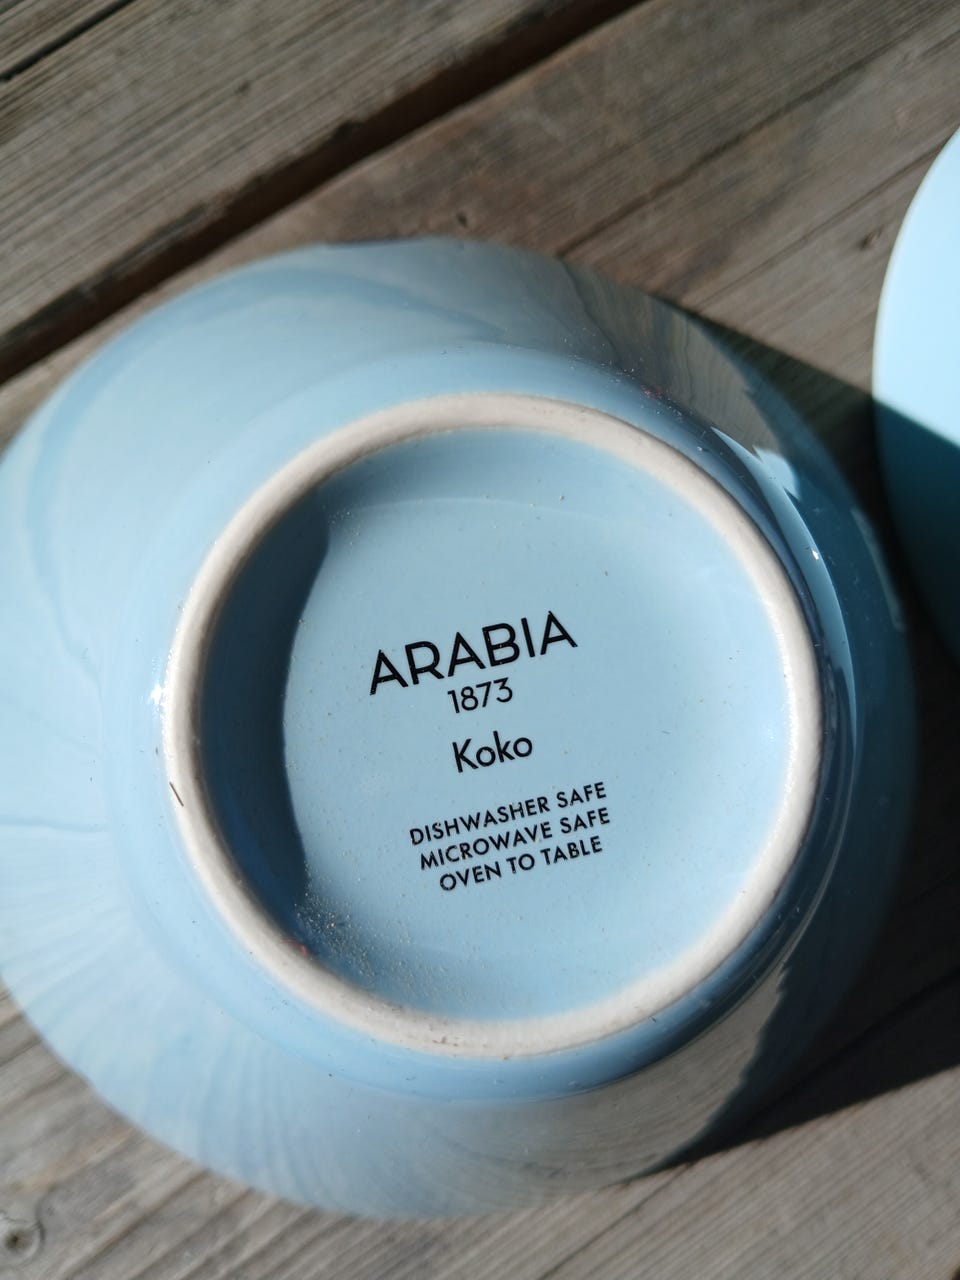 ARABIA
1873
Koko
DISHWASHER SAFE
MICROWAVE SAFE
OVEN TO TABLE